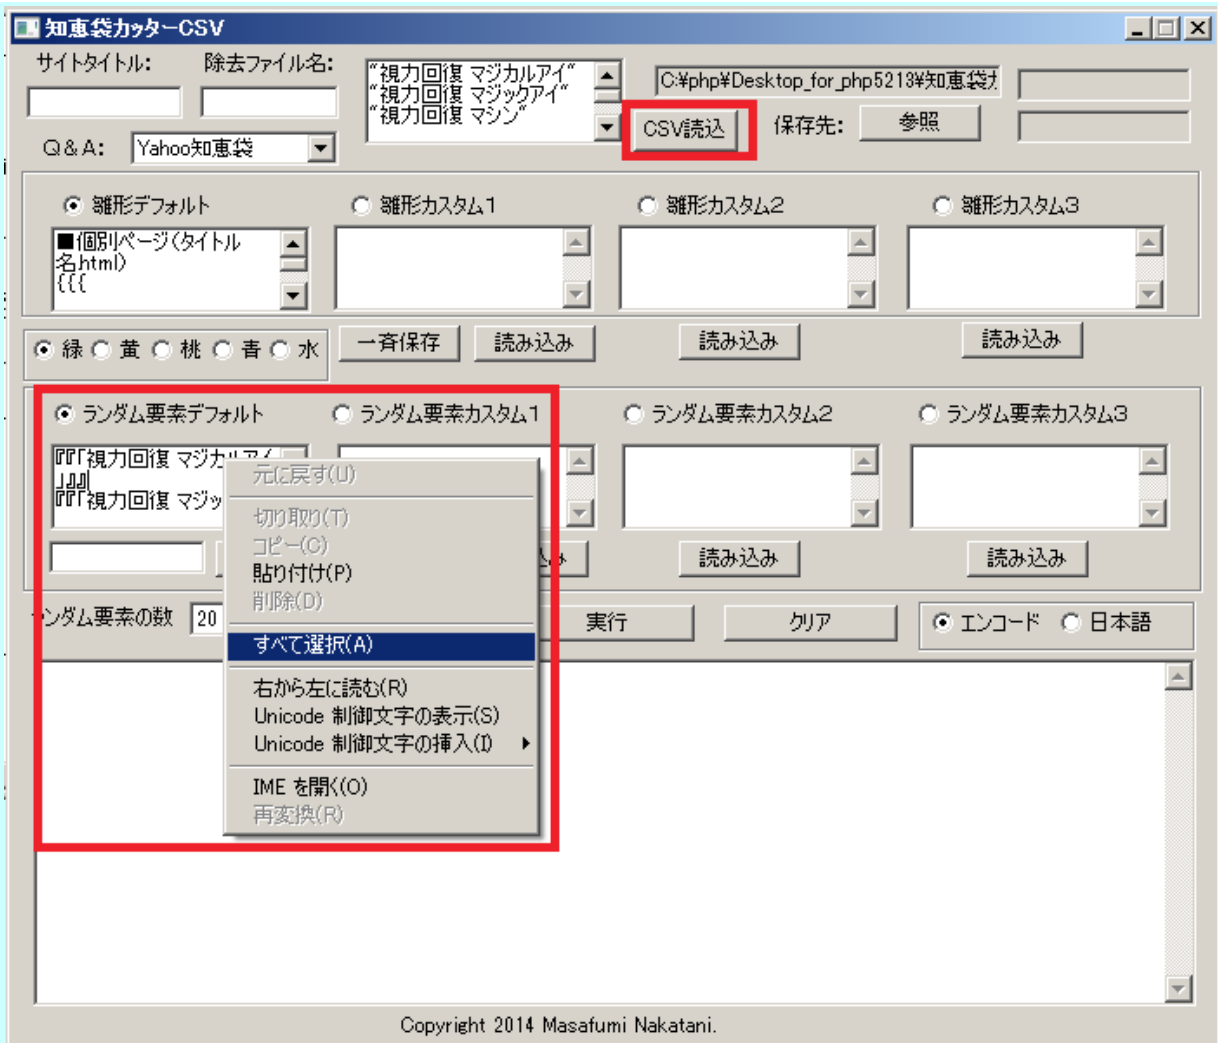 知恵袋カッターCSV
サイトタイトル:
除去ファイル名:
"視力回復 マジカルアイ"
"視力回復 マジックアイ"
"視力回復 マシン"
C:¥php¥Desktop_for_php5213¥知恵袋
CSV読込
保存先:
参照
Q&A:
Yahoo知恵袋
雛形デフォルト
雛形カスタム1
雛形カスタム2
雛形カスタム3
■個別ページ(タイトル
名.html)
{{{
緑 黄 桃 青 水
一斉保存
読み込み
読み込み
読み込み
ランダム要素デフォルト
ランダム要素カスタム1
ランダム要素カスタム2
ランダム要素カスタム3
『『「視力回復 マジカルアイ
」』』
『『「視力回復 マジッ
元に戻す(U)
切り取り(T)
コピー(C)
貼り付け(P)
削除(D)
すべて選択(A)
右から左に読む(R)
Unicode 制御文字の表示(S)
Unicode 制御文字の挿入(I)
IME を開く(O)
再変換(R)
込み
読み込み
読み込み
ランダム要素の数
20
実行
クリア
エンコード 日本語
Copyright 2014 Masafumi Nakatani.